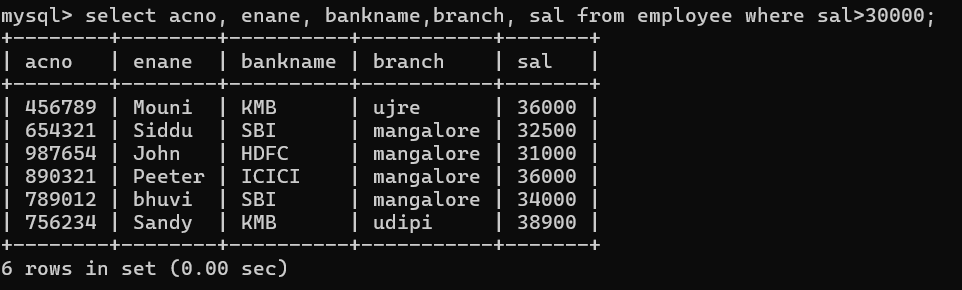 mysql> select acno, enane, bankname,branch, sal from employee where sal>30000;
+--------+--------+----------+-----------+-------+
| acno   | enane  | bankname | branch    | sal   |
+--------+--------+----------+-----------+-------+
| 456789 | Mouni  | KMB      | ujre      | 36000 |
| 654321 | Siddu  | SBI      | mangalore | 32500 |
| 987654 | John   | HDFC     | mangalore | 31000 |
| 890321 | Peeter | ICICI    | mangalore | 36000 |
| 789012 | bhuvi  | SBI      | mangalore | 34000 |
| 756234 | Sandy  | KMB      | udipi     | 38900 |
+--------+--------+----------+-----------+-------+
6 rows in set (0.00 sec)